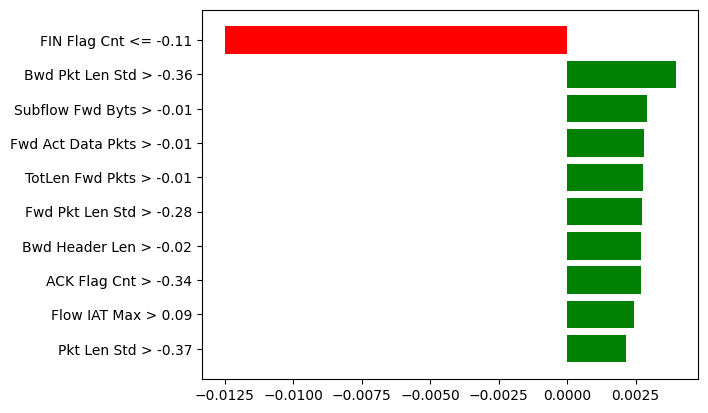 FIN Flag Cnt <= -0.11
Bwd Pkt Len Std > -0.36
Subflow Fwd Byts > -0.01
Fwd Act Data Pkts > -0.01
TotLen Fwd Pkts > -0.01
Fwd Pkt Len Std > -0.28
Bwd Header Len > -0.02
ACK Flag Cnt > -0.34
Flow IAT Max > 0.09
Pkt Len Std > -0.37
−0.0125 −0.0100 −0.0075 −0.0050 −0.0025 0.0000 0.0025